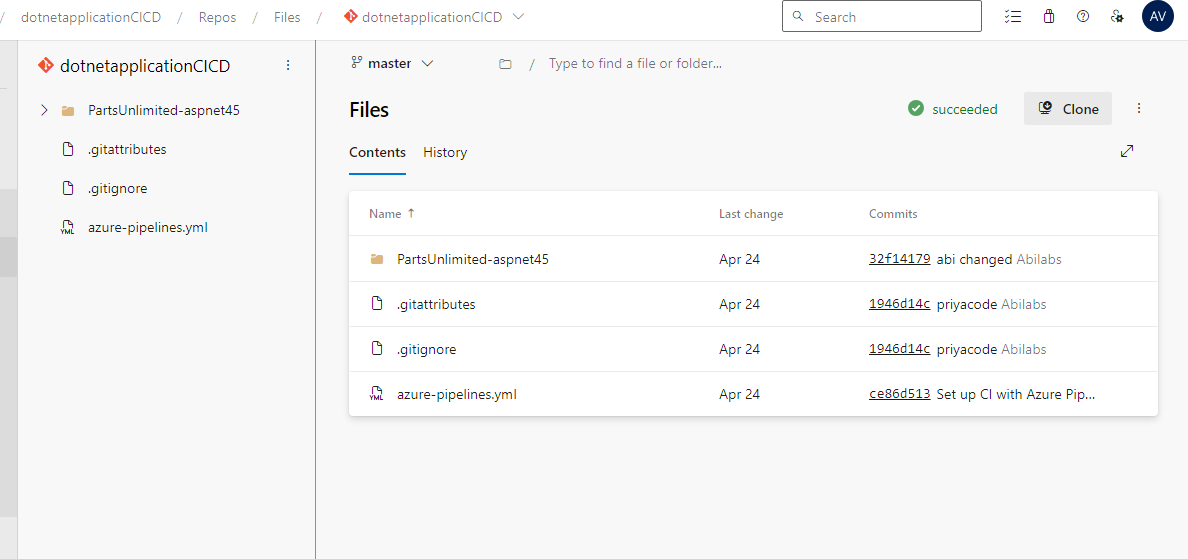 / dotnetapplicationCICD / Repos / Files / dotnetapplicationCICD
Search
AV
dotnetapplicationCICD
PartsUnlimited-aspnet45
.gitattributes
.gitignore
YML azure-pipelines.yml
master
/ Type to find a file or folder...
Files
succeeded
Clone
Contents
History
Name ↑ Last change Commits
PartsUnlimited-aspnet45 Apr 24 32f14179 abi changed Abilabs
.gitattributes Apr 24 1946d14c priyacode Abilabs
.gitignore Apr 24 1946d14c priyacode Abilabs
YML azure-pipelines.yml Apr 24 ce86d513 Set up CI with Azure Pip...